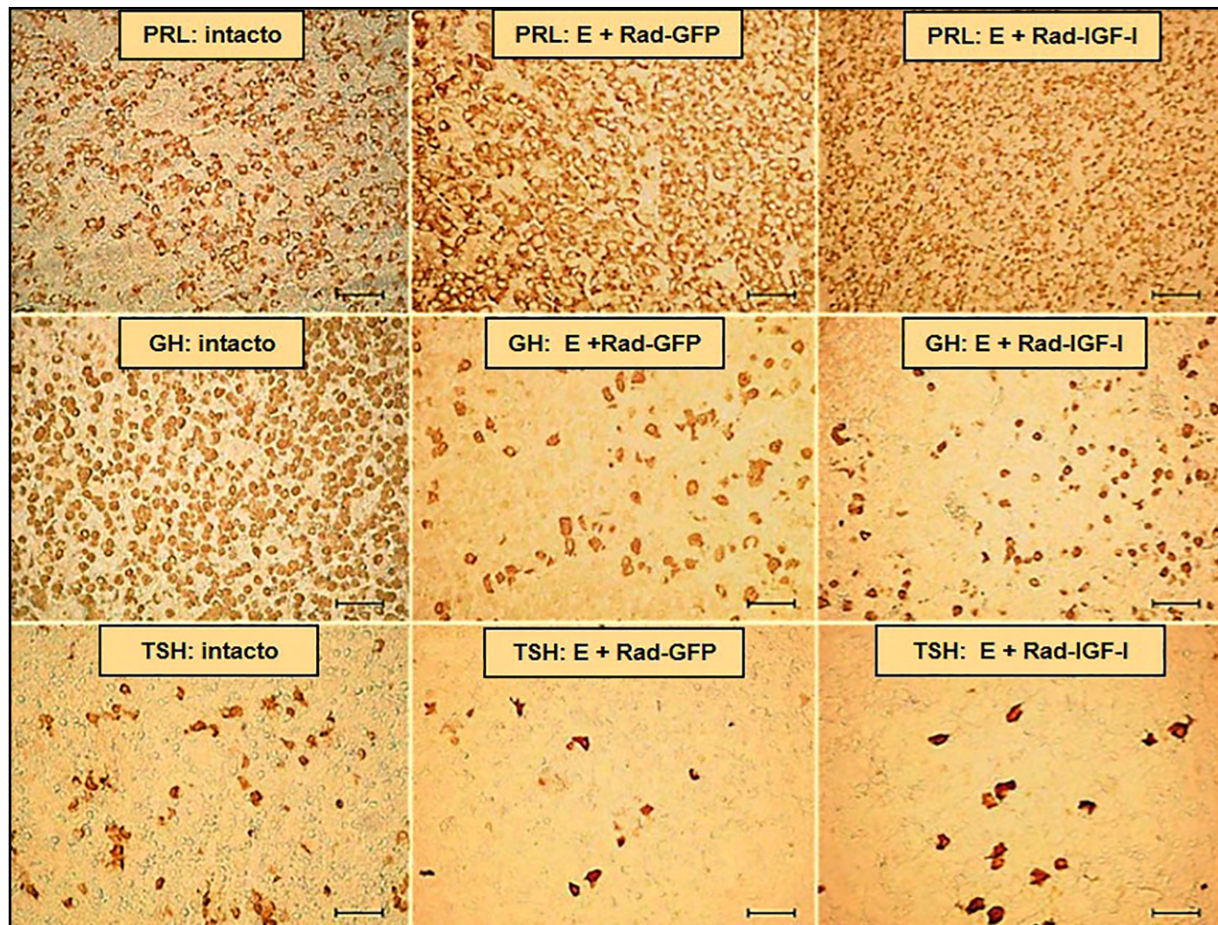 PRL: intacto
PRL: E + Rad-GFP
PRL: E + Rad-IGF-I
GH: intacto
GH: E +Rad-GFP
GH: E + Rad-IGF-I
TSH: intacto
TSH: E + Rad-GFP
TSH: E + Rad-IGF-I